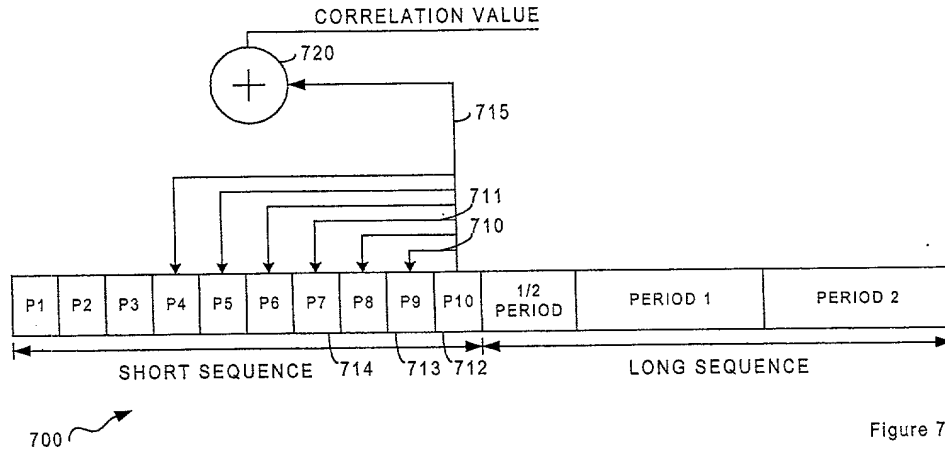 CORRELATION VALUE
720
715
711
710
P1 P2 P3 P4 P5 P6 P7 P8 P9 P10 1/2 PERIOD PERIOD 1 PERIOD 2
SHORT SEQUENCE 714 713 712 LONG SEQUENCE
700
Figure 7